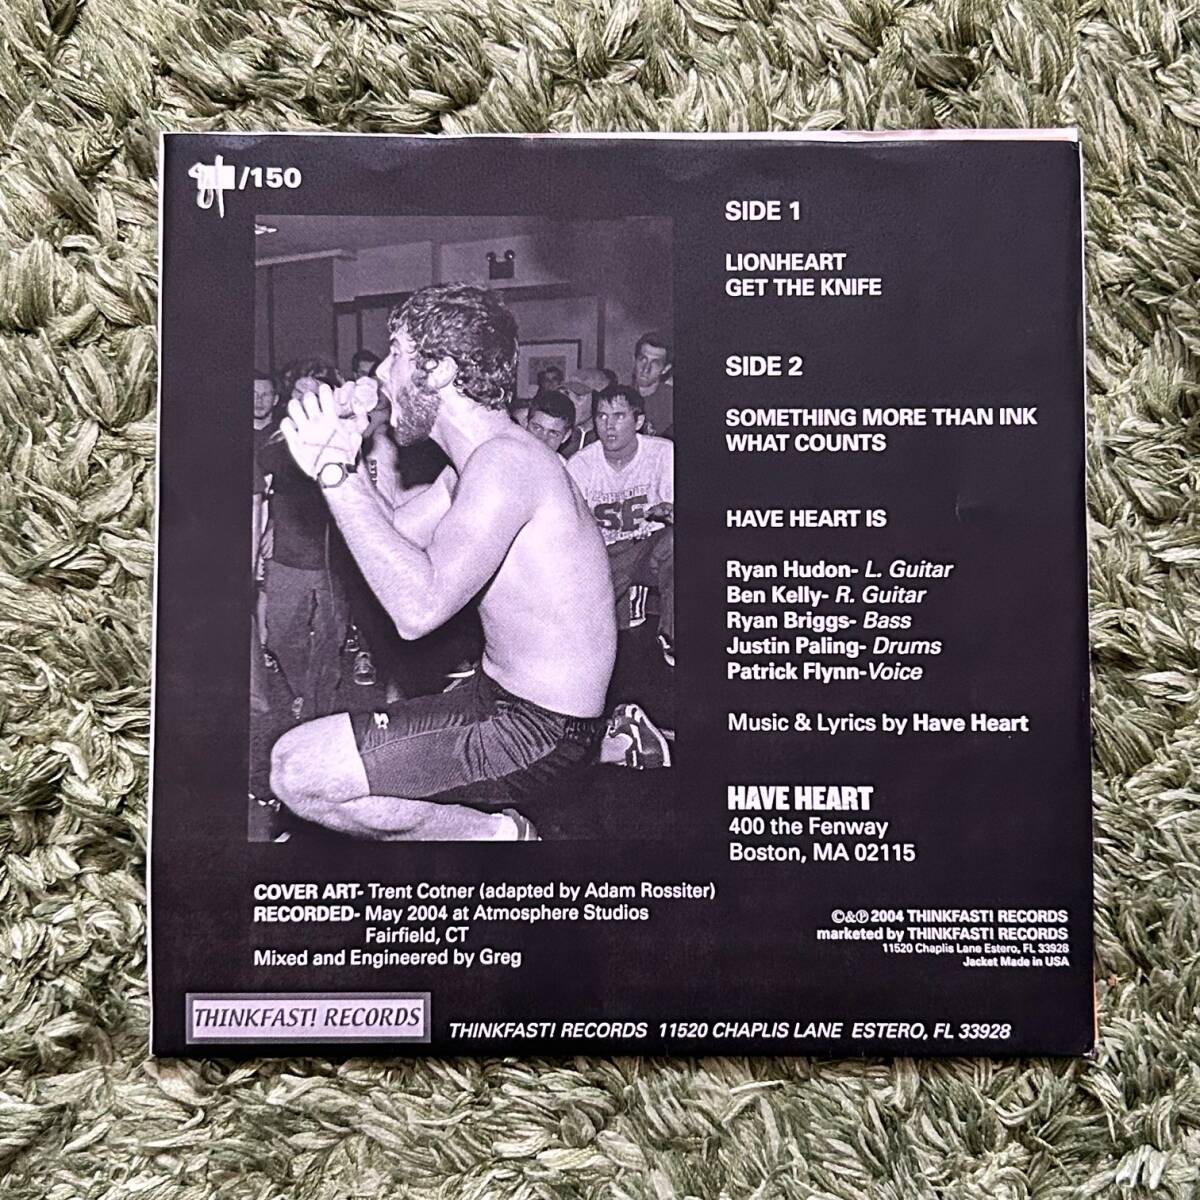 /150
SIDE 1
LIONHEART
GET THE KNIFE
SIDE 2
SOMETHING MORE THAN INK
WHAT COUNTS
HAVE HEART IS
Ryan Hudon- L. Guitar
Ben Kelly- R. Guitar
Ryan Briggs- Bass
Justin Paling- Drums
Patrick Flynn-Voice
Music & Lyrics by Have Heart
HAVE HEART
400 the Fenway
Boston, MA 02115
COVER ART- Trent Cotner (adapted by Adam Rossiter)
RECORDED- May 2004 at Atmosphere Studios
Fairfield, CT
Mixed and Engineered by Greg
©&℗ 2004 THINKFAST! RECORDS
marketed by THINKFAST! RECORDS
11520 Chaplis Lane Estero, FL 33928
Jacket Made in USA
THINKFAST! RECORDS
THINKFAST! RECORDS 11520 CHAPLIS LANE ESTERO, FL 33928